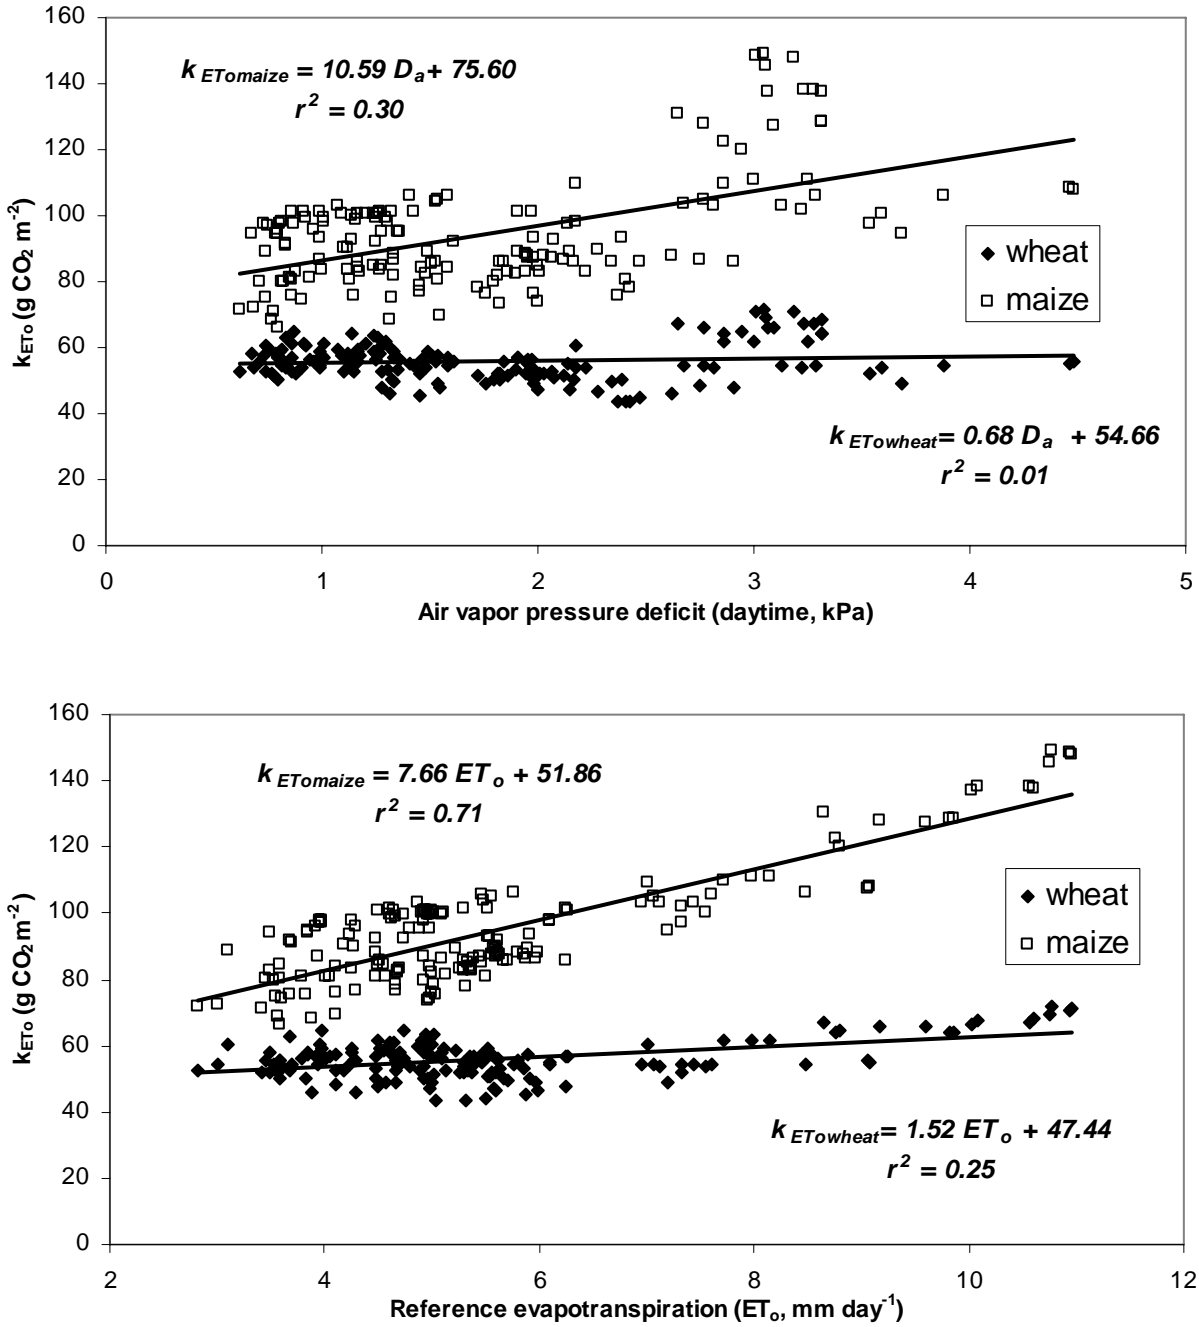 160
140
120
100
80
60
40
20
0
k ETomaize = 10.59 Da + 75.60
r² = 0.30
wheat
maize
k ETowheat = 0.68 Da + 54.66
r² = 0.01
kETo (g CO₂ m⁻²)
0 1 2 3 4 5
Air vapor pressure deficit (daytime, kPa)
160
140
120
100
80
60
40
20
0
k ETomaize = 7.66 ETo + 51.86
r² = 0.71
wheat
maize
k ETowheat = 1.52 ETo + 47.44
r² = 0.25
kETo (g CO₂ m⁻²)
2 4 6 8 10 12
Reference evapotranspiration (ETo, mm day⁻¹)